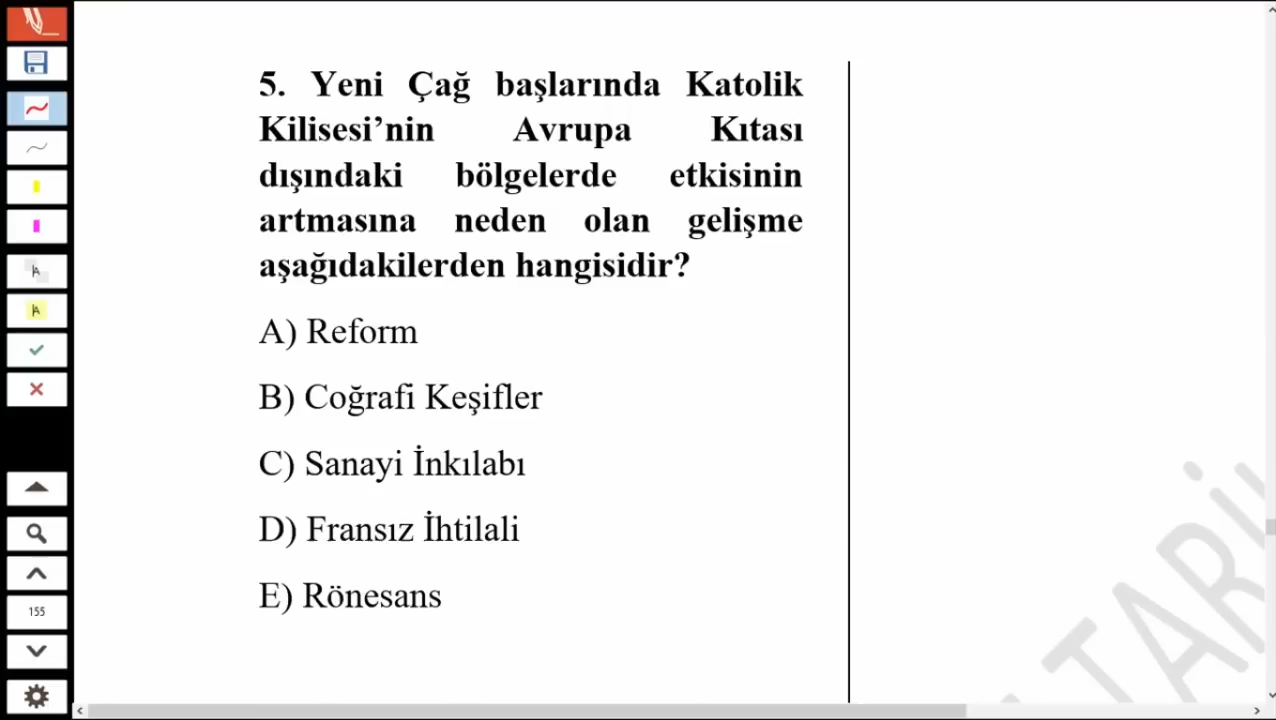 5. Yeni Çağ başlarında Katolik
Kilisesi’nin Avrupa Kıtası
dışındaki bölgelerde etkisinin
artmasına neden olan gelişme
aşağıdakilerden hangisidir?
A) Reform
B) Coğrafi Keşifler
C) Sanayi İnkılabı
D) Fransız İhtilali
E) Rönesans
A
A
155
TARİH